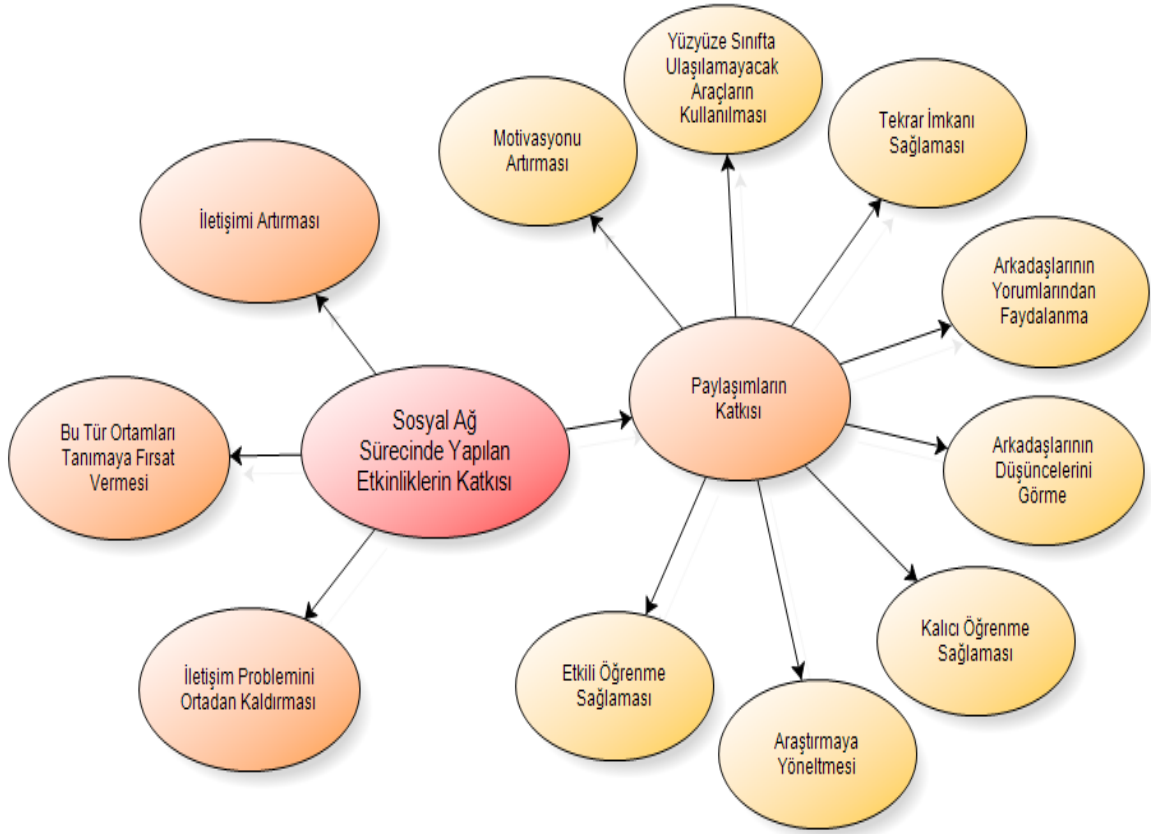 Yüzyüze Sınıfta
Ulaşılamayacak
Araçların
Kullanılması
Motivasyonu
Artırması
Tekrar İmkanı
Sağlaması
İletişimi Artırması
Arkadaşlarının
Yorumlarından
Faydalanma
Paylaşımların
Katkısı
Sosyal Ağ
Sürecinde Yapılan
Etkinliklerin Katkısı
Bu Tür Ortamları
Tanımaya Fırsat
Vermesi
Arkadaşlarının
Düşüncelerini
Görme
Kalıcı Öğrenme
Sağlaması
İletişim Problemini
Ortadan Kaldırması
Etkili Öğrenme
Sağlaması
Araştırmaya
Yöneltmesi